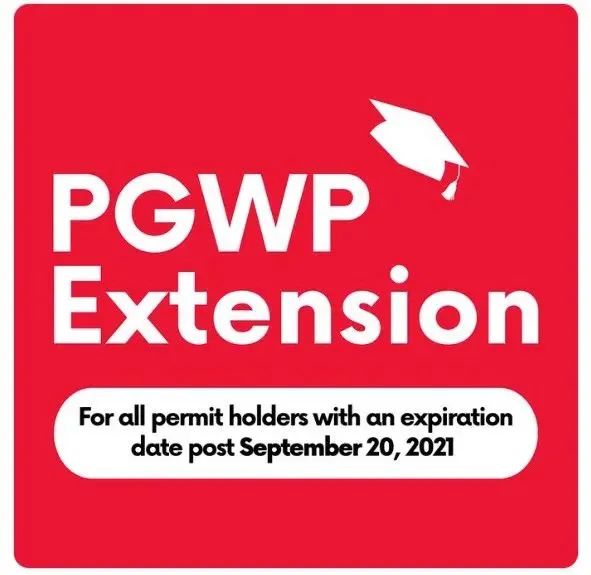 PGWP
Extension
For all permit holders with an expiration
date post September 20, 2021